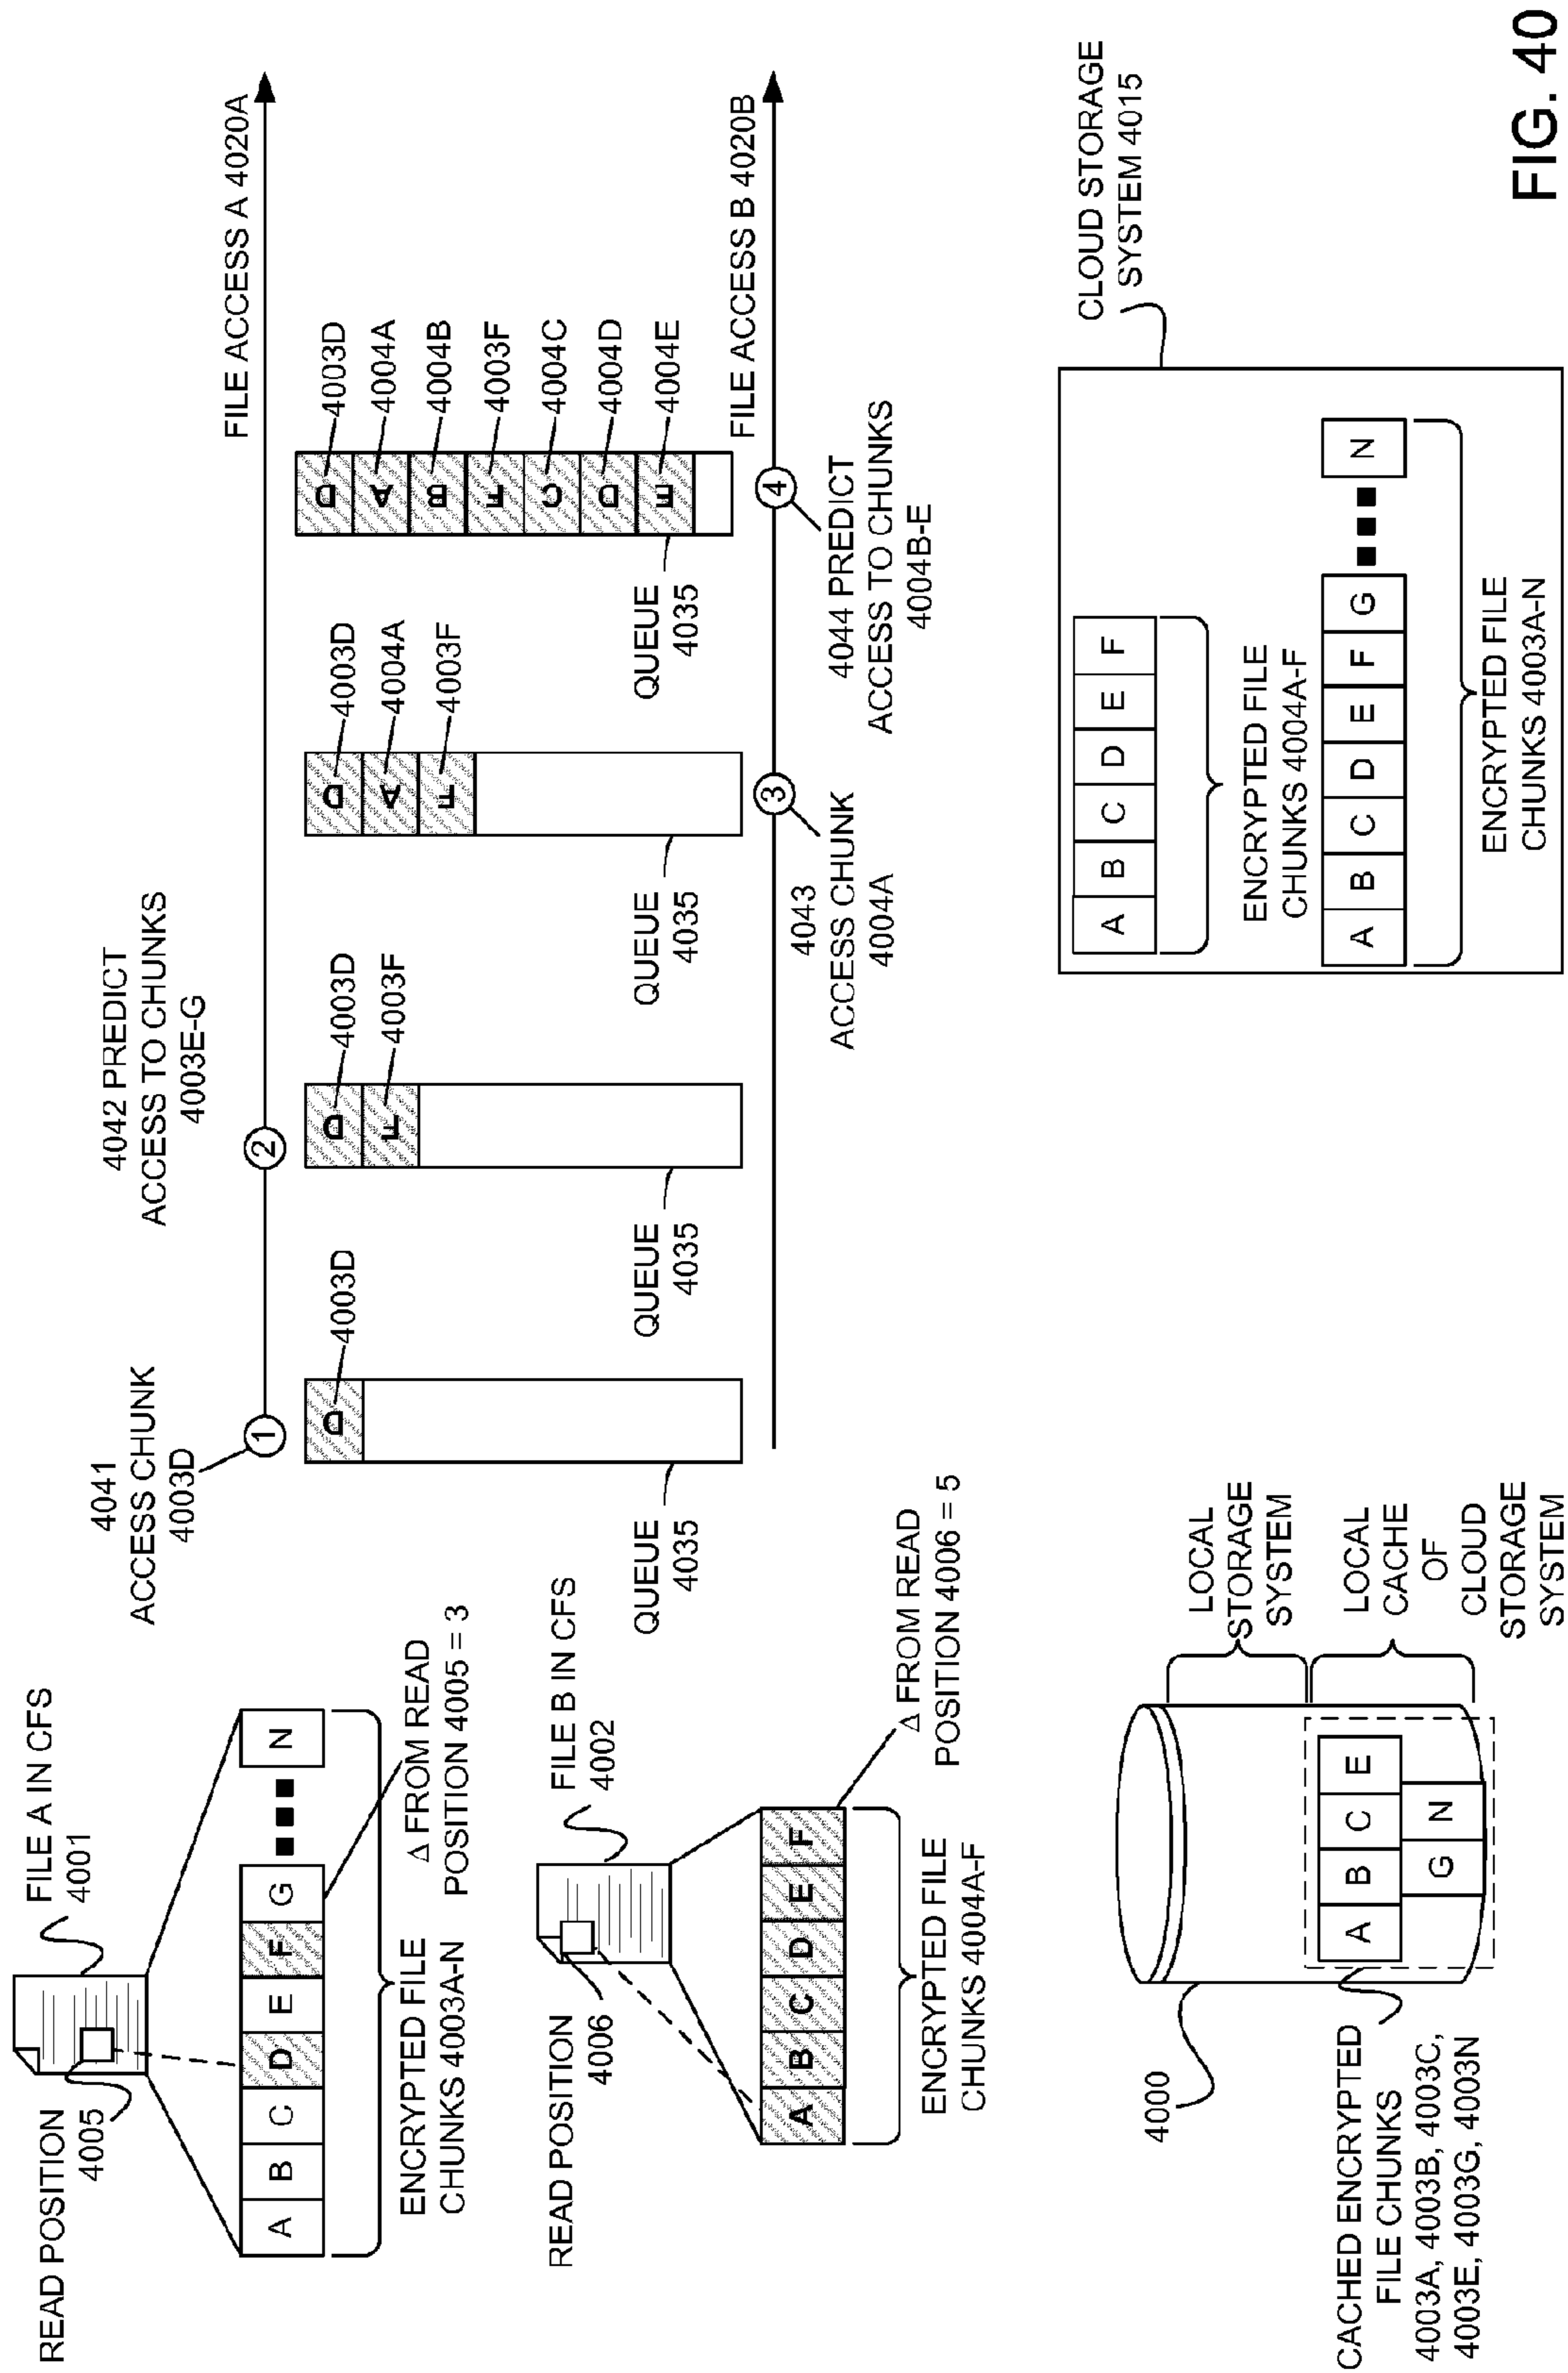 READ POSITION
4005
FILE A IN CFS
4001
A B C D E F G N
ENCRYPTED FILE
CHUNKS 4003A-N
Δ FROM READ
POSITION 4005 = 3
READ POSITION
4006
FILE B IN CFS
4002
A B C D E F
ENCRYPTED FILE
CHUNKS 4004A-F
Δ FROM READ
POSITION 4006 = 5
4000
CACHED ENCRYPTED
FILE CHUNKS
4003A, 4003B, 4003C,
4003E, 4003G, 4003N
A B C E
G N
LOCAL
STORAGE
SYSTEM
LOCAL
CACHE
OF
CLOUD
STORAGE
SYSTEM
4041
ACCESS CHUNK
4003D
1
4042 PREDICT
ACCESS TO CHUNKS
4003E-G
2
FILE ACCESS A 4020A
D
4003D
QUEUE
4035
D
F
4003D
4003F
QUEUE
4035
D
A
F
4003D
4004A
4003F
QUEUE
4035
D
A
B
F
C
D
E
4003D
4004A
4004B
4003F
4004C
4004D
4004E
QUEUE
4035
FILE ACCESS B 4020B
3
4043
ACCESS CHUNK
4004A
4
4044 PREDICT
ACCESS TO CHUNKS
4004B-E
CLOUD STORAGE
SYSTEM 4015
A B C D E F
ENCRYPTED FILE
CHUNKS 4004A-F
A B C D E F G N
ENCRYPTED FILE
CHUNKS 4003A-N
FIG. 40